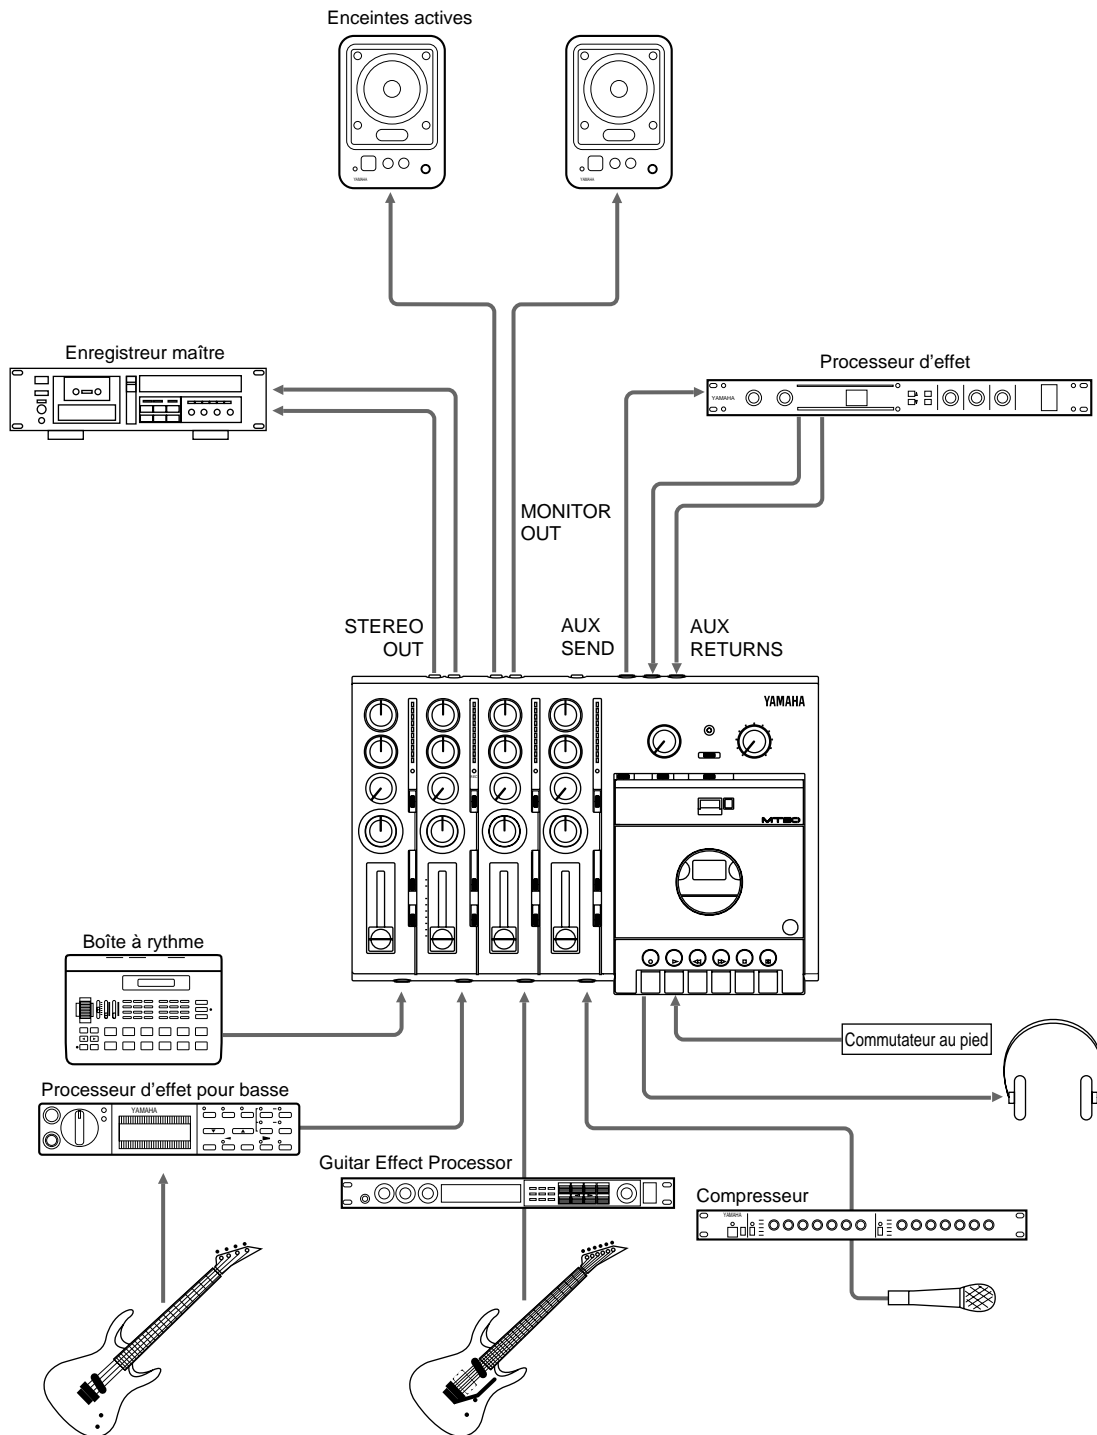 Enceintes actives
YAMAHA
YAMAHA
Enregistreur maître
Processeur d'effet
YAMAHA
MONITOR
OUT
STEREO
OUT
AUX
SEND
AUX
RETURNS
YAMAHA
MT50
Boîte à rythme
Commutateur au pied
Processeur d'effet pour basse
YAMAHA
Guitar Effect Processor
Compresseur
YAMAHA